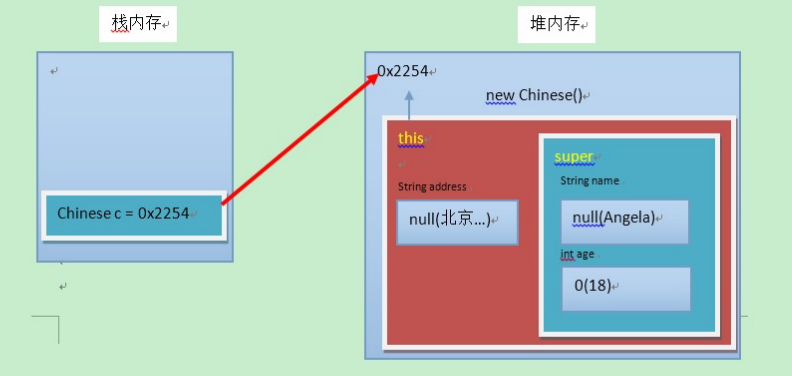 栈内存
堆内存
0x2254
new Chinese()
this
super
String address
String name
null(北京...)
null(Angela)
int age
0(18)
Chinese c = 0x2254